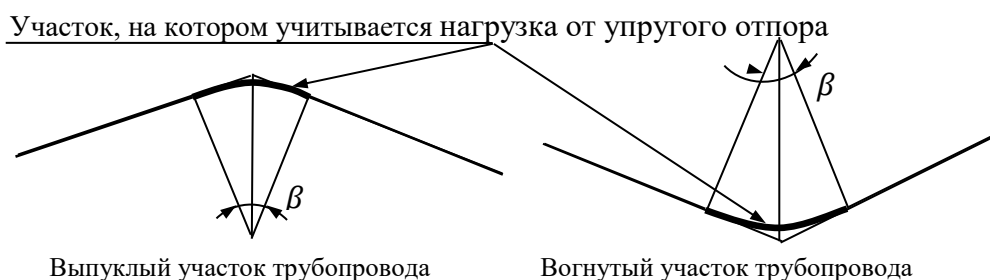 Участок, на котором учитывается нагрузка от упругого отпора
β
β
Выпуклый участок трубопровода
Вогнутый участок трубопровода